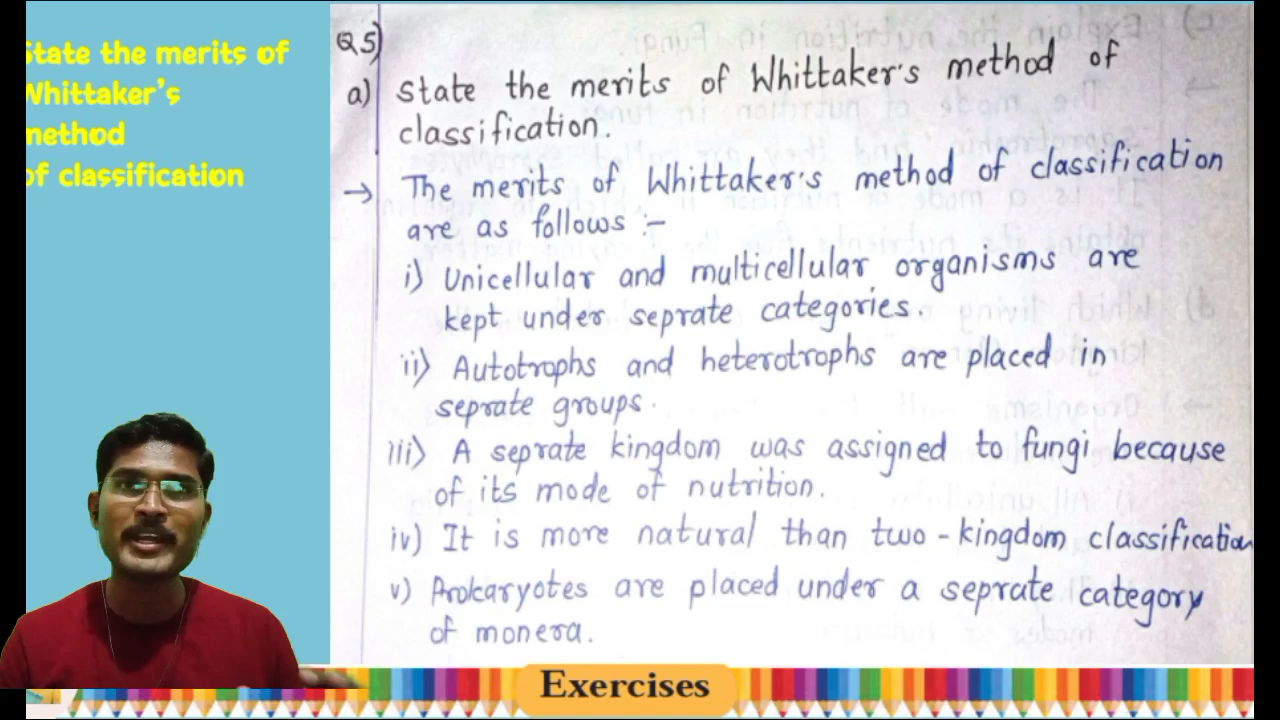 State the merits of
Whittaker's
method
of classification
Q5)
a) State the merits of Whittaker's method of
classification.
→ The merits of Whittaker's method of classification
are as follows :-
i) Unicellular and multicellular organisms are
kept under seprate categories.
ii) Autotrophs and heterotrophs are placed in
seprate groups.
iii) A seprate kingdom was assigned to fungi because
of its mode of nutrition.
iv) It is more natural than two-kingdom classification
v) Prokaryotes are placed under a seprate category
of monera.
Exercises